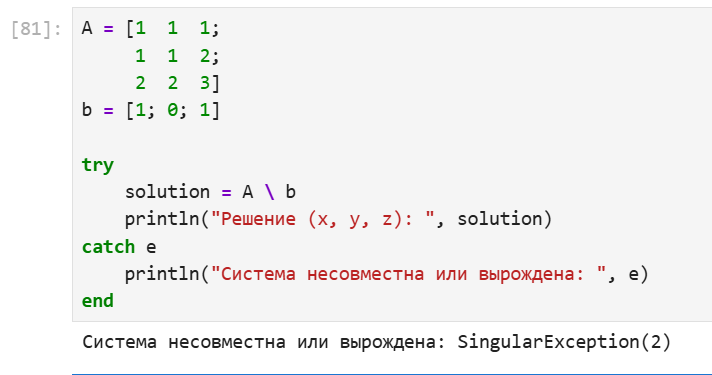 [81]: A = [1  1  1;
     1  1  2;
     2  2  3]
b = [1; 0; 1]
try
    solution = A \ b
    println("Решение (x, y, z): ", solution)
catch e
    println("Система несовместна или вырождена: ", e)
end
Система несовместна или вырождена: SingularException(2)